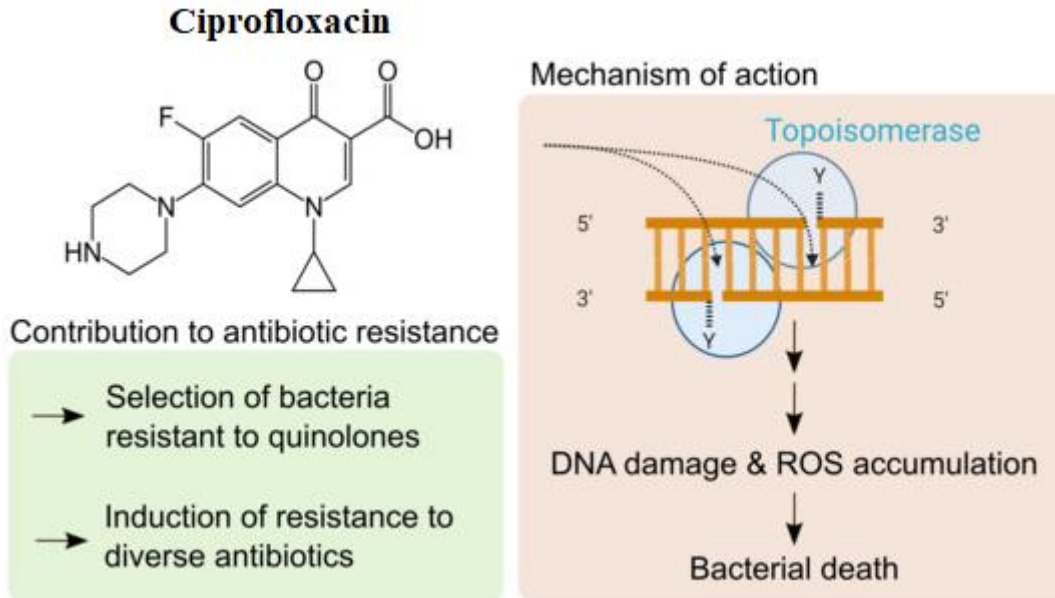 Ciprofloxacin
O
O
F
OH
N
N
HN
Contribution to antibiotic resistance
Selection of bacteria
resistant to quinolones
Induction of resistance to
diverse antibiotics
Mechanism of action
Topoisomerase
Y
5'
3'
3'
5'
Y
DNA damage & ROS accumulation
Bacterial death